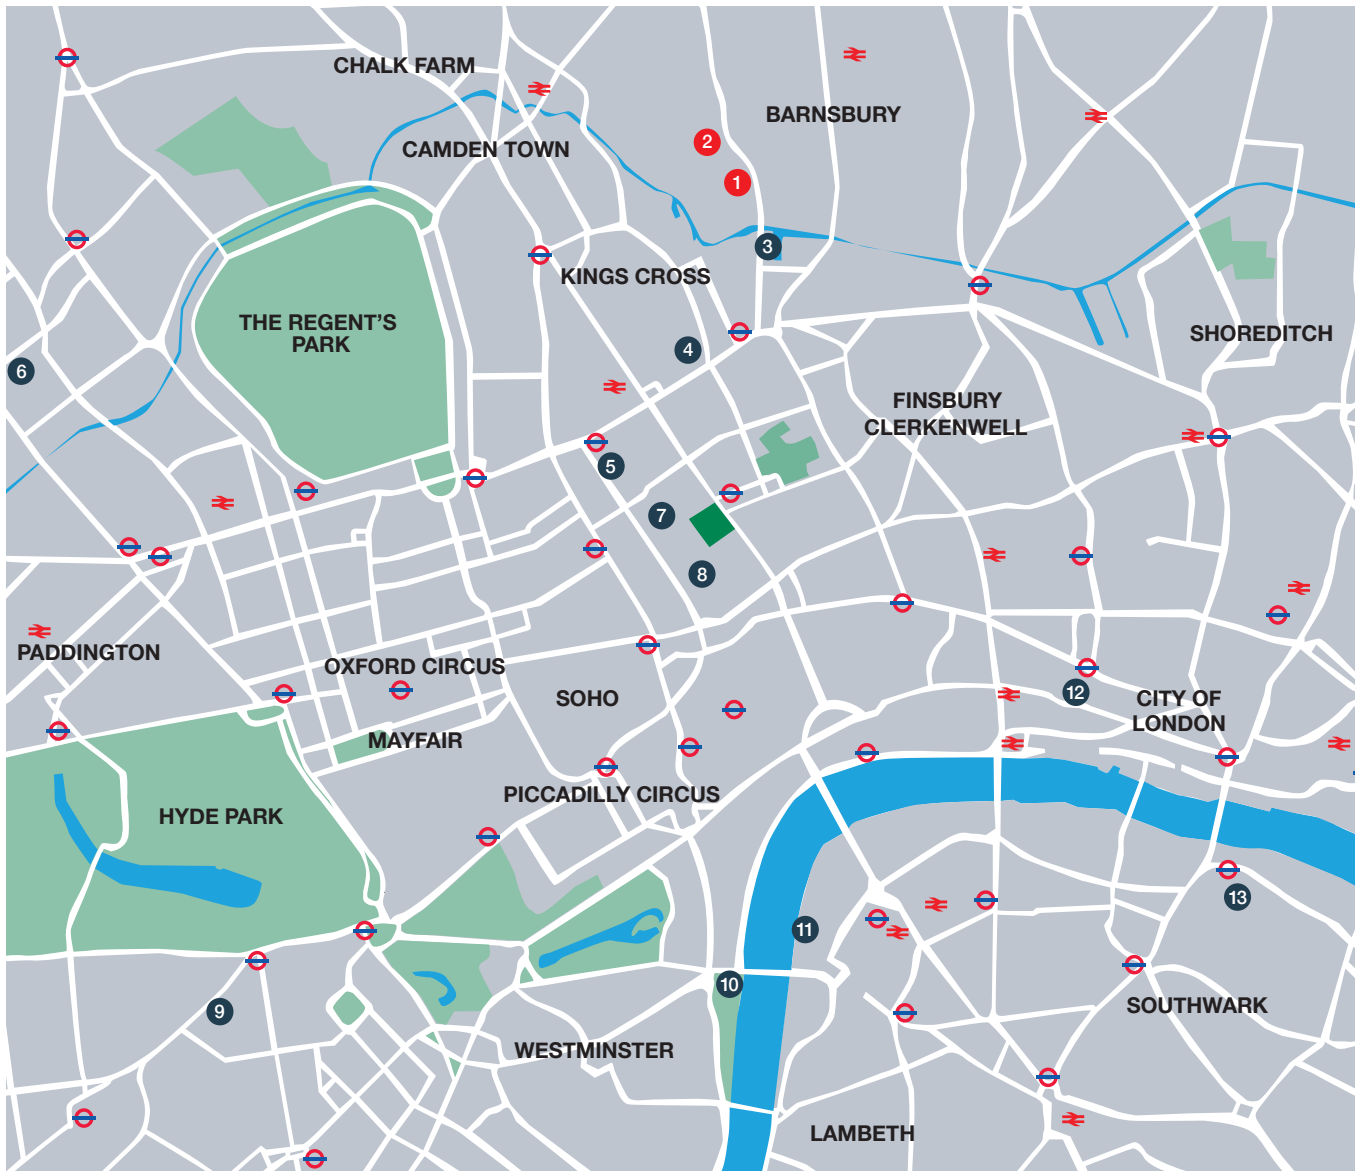 CHALK FARM
BARNSBURY
2
CAMDEN TOWN
1
3
KINGS CROSS
THE REGENT'S
PARK
SHOREDITCH
4
6
FINSBURY
CLERKENWELL
5
7
8
PADDINGTON
OXFORD CIRCUS
SOHO
12
CITY OF
LONDON
MAYFAIR
PICCADILLY CIRCUS
HYDE PARK
13
11
10
9
SOUTHWARK
WESTMINSTER
LAMBETH